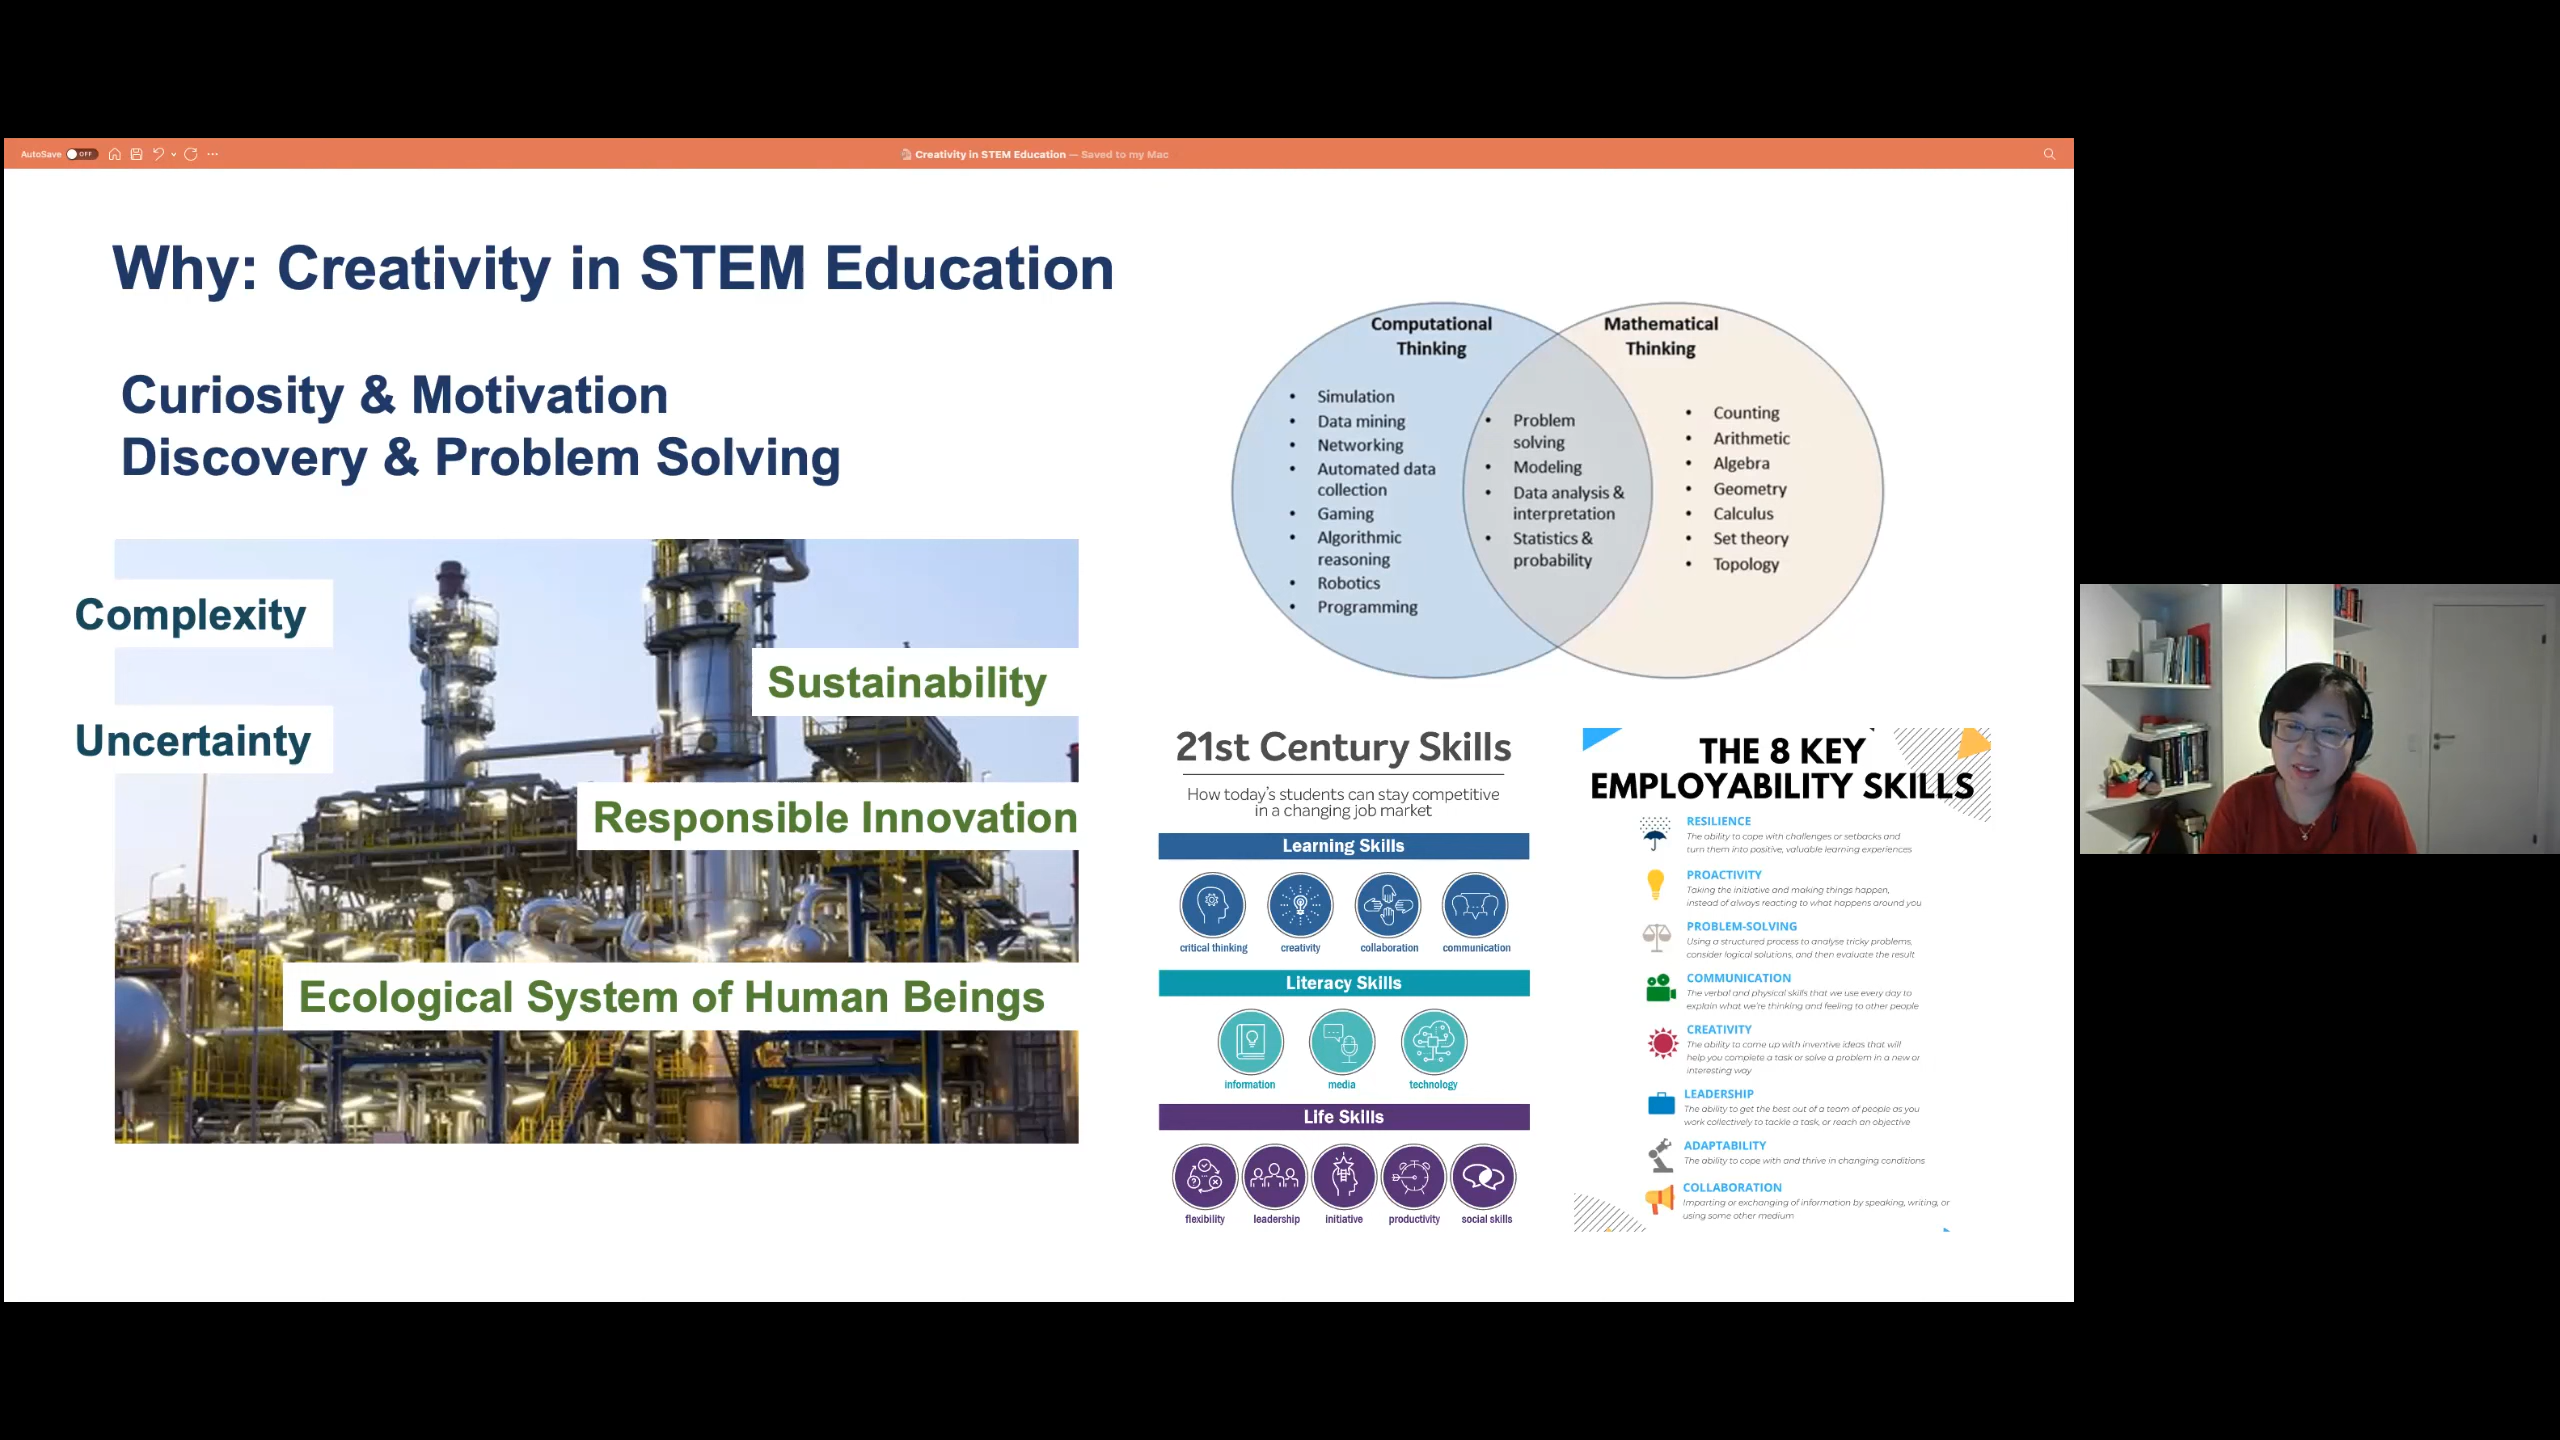 AutoSave OFF
Creativity in STEM Education — Saved to my Mac
Why: Creativity in STEM Education
Curiosity & Motivation
Discovery & Problem Solving
Complexity
Uncertainty
Sustainability
Responsible Innovation
Ecological System of Human Beings
Computational
Thinking
• Simulation
• Data mining
• Networking
• Automated data
collection
• Gaming
• Algorithmic
reasoning
• Robotics
• Programming
• Problem
solving
• Modeling
• Data analysis &
interpretation
• Statistics &
probability
Mathematical
Thinking
• Counting
• Arithmetic
• Algebra
• Geometry
• Calculus
• Set theory
• Topology
21st Century Skills
How today's students can stay competitive
in a changing job market
Learning Skills
critical thinking creativity collaboration communication
Literacy Skills
information media technology
Life Skills
flexibility leadership initiative productivity social skills
THE 8 KEY
EMPLOYABILITY SKILLS
RESILIENCE
The ability to cope with challenges or setbacks and
turn them into positive, valuable learning experiences
PROACTIVITY
Taking the initiative and making things happen,
instead of always reacting to what happens around you
PROBLEM-SOLVING
Using a structured process to analyse tricky problems,
consider logical solutions, and then evaluate the result
COMMUNICATION
The verbal and physical skills that we use every day to
explain what we're thinking and feeling to other people
CREATIVITY
The ability to come up with inventive ideas that will
help you complete a task or solve a problem in a new or
interesting way
LEADERSHIP
The ability to get the best out of a team of people as you
work collectively to tackle a task, or reach an objective
ADAPTABILITY
The ability to cope with and thrive in changing conditions
COLLABORATION
Imparting or exchanging of information by speaking, writing, or
using some other medium